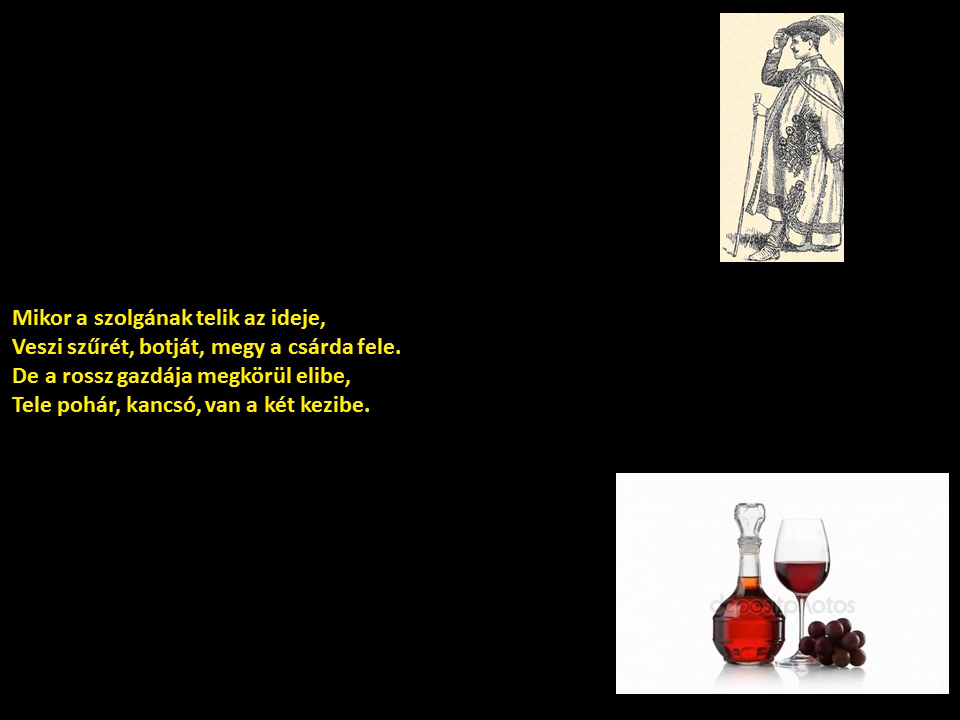 Mikor a szolgának telik az ideje,
Veszi szűrét, botját, megy a csárda fele.
De a rossz gazdája megkörül elibe,
Tele pohár, kancsó, van a két kezibe.
depositphotos